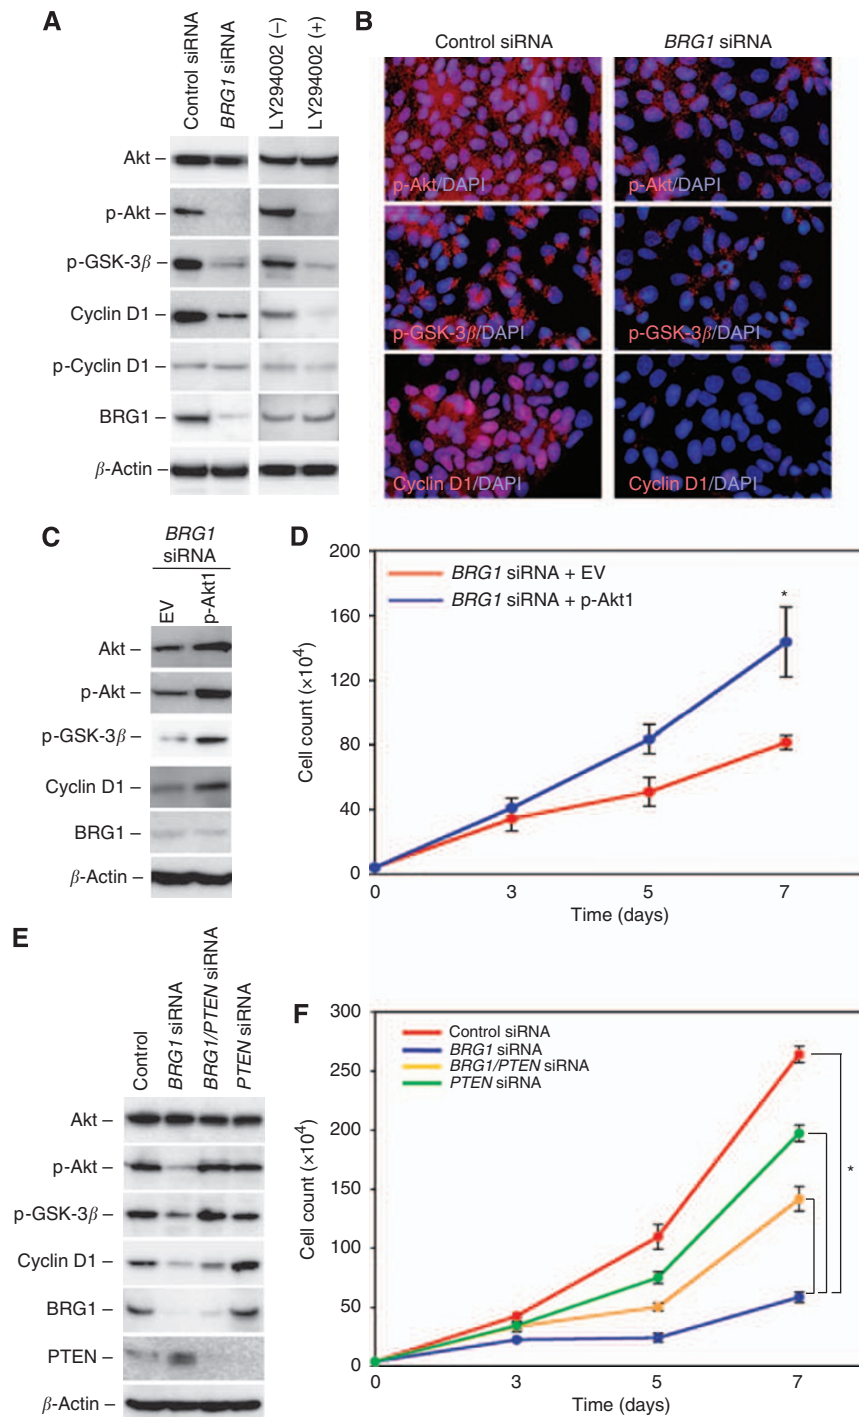 A
Control siRNA
BRG1 siRNA
LY294002 (–)
LY294002 (+)
Akt –
p-Akt –
p-GSK-3β –
Cyclin D1 –
p-Cyclin D1 –
BRG1 –
β-Actin –
B
Control siRNA
BRG1 siRNA
p-Akt/DAPI
p-Akt/DAPI
p-GSK-3β/DAPI
p-GSK-3β/DAPI
Cyclin D1/DAPI
Cyclin D1/DAPI
C
BRG1
siRNA
EV
p-Akt1
Akt –
p-Akt –
p-GSK-3β –
Cyclin D1 –
BRG1 –
β-Actin –
D
200
160
120
80
40
0
Cell count (×10⁴)
BRG1 siRNA + EV
BRG1 siRNA + p-Akt1
*
0 3 5 7
Time (days)
E
Control
BRG1 siRNA
BRG1/PTEN siRNA
PTEN siRNA
Akt –
p-Akt –
p-GSK-3β –
Cyclin D1 –
BRG1 –
PTEN –
β-Actin –
F
300
250
200
150
100
50
0
Cell count (×10⁴)
Control siRNA
BRG1 siRNA
BRG1/PTEN siRNA
PTEN siRNA
*
0 3 5 7
Time (days)